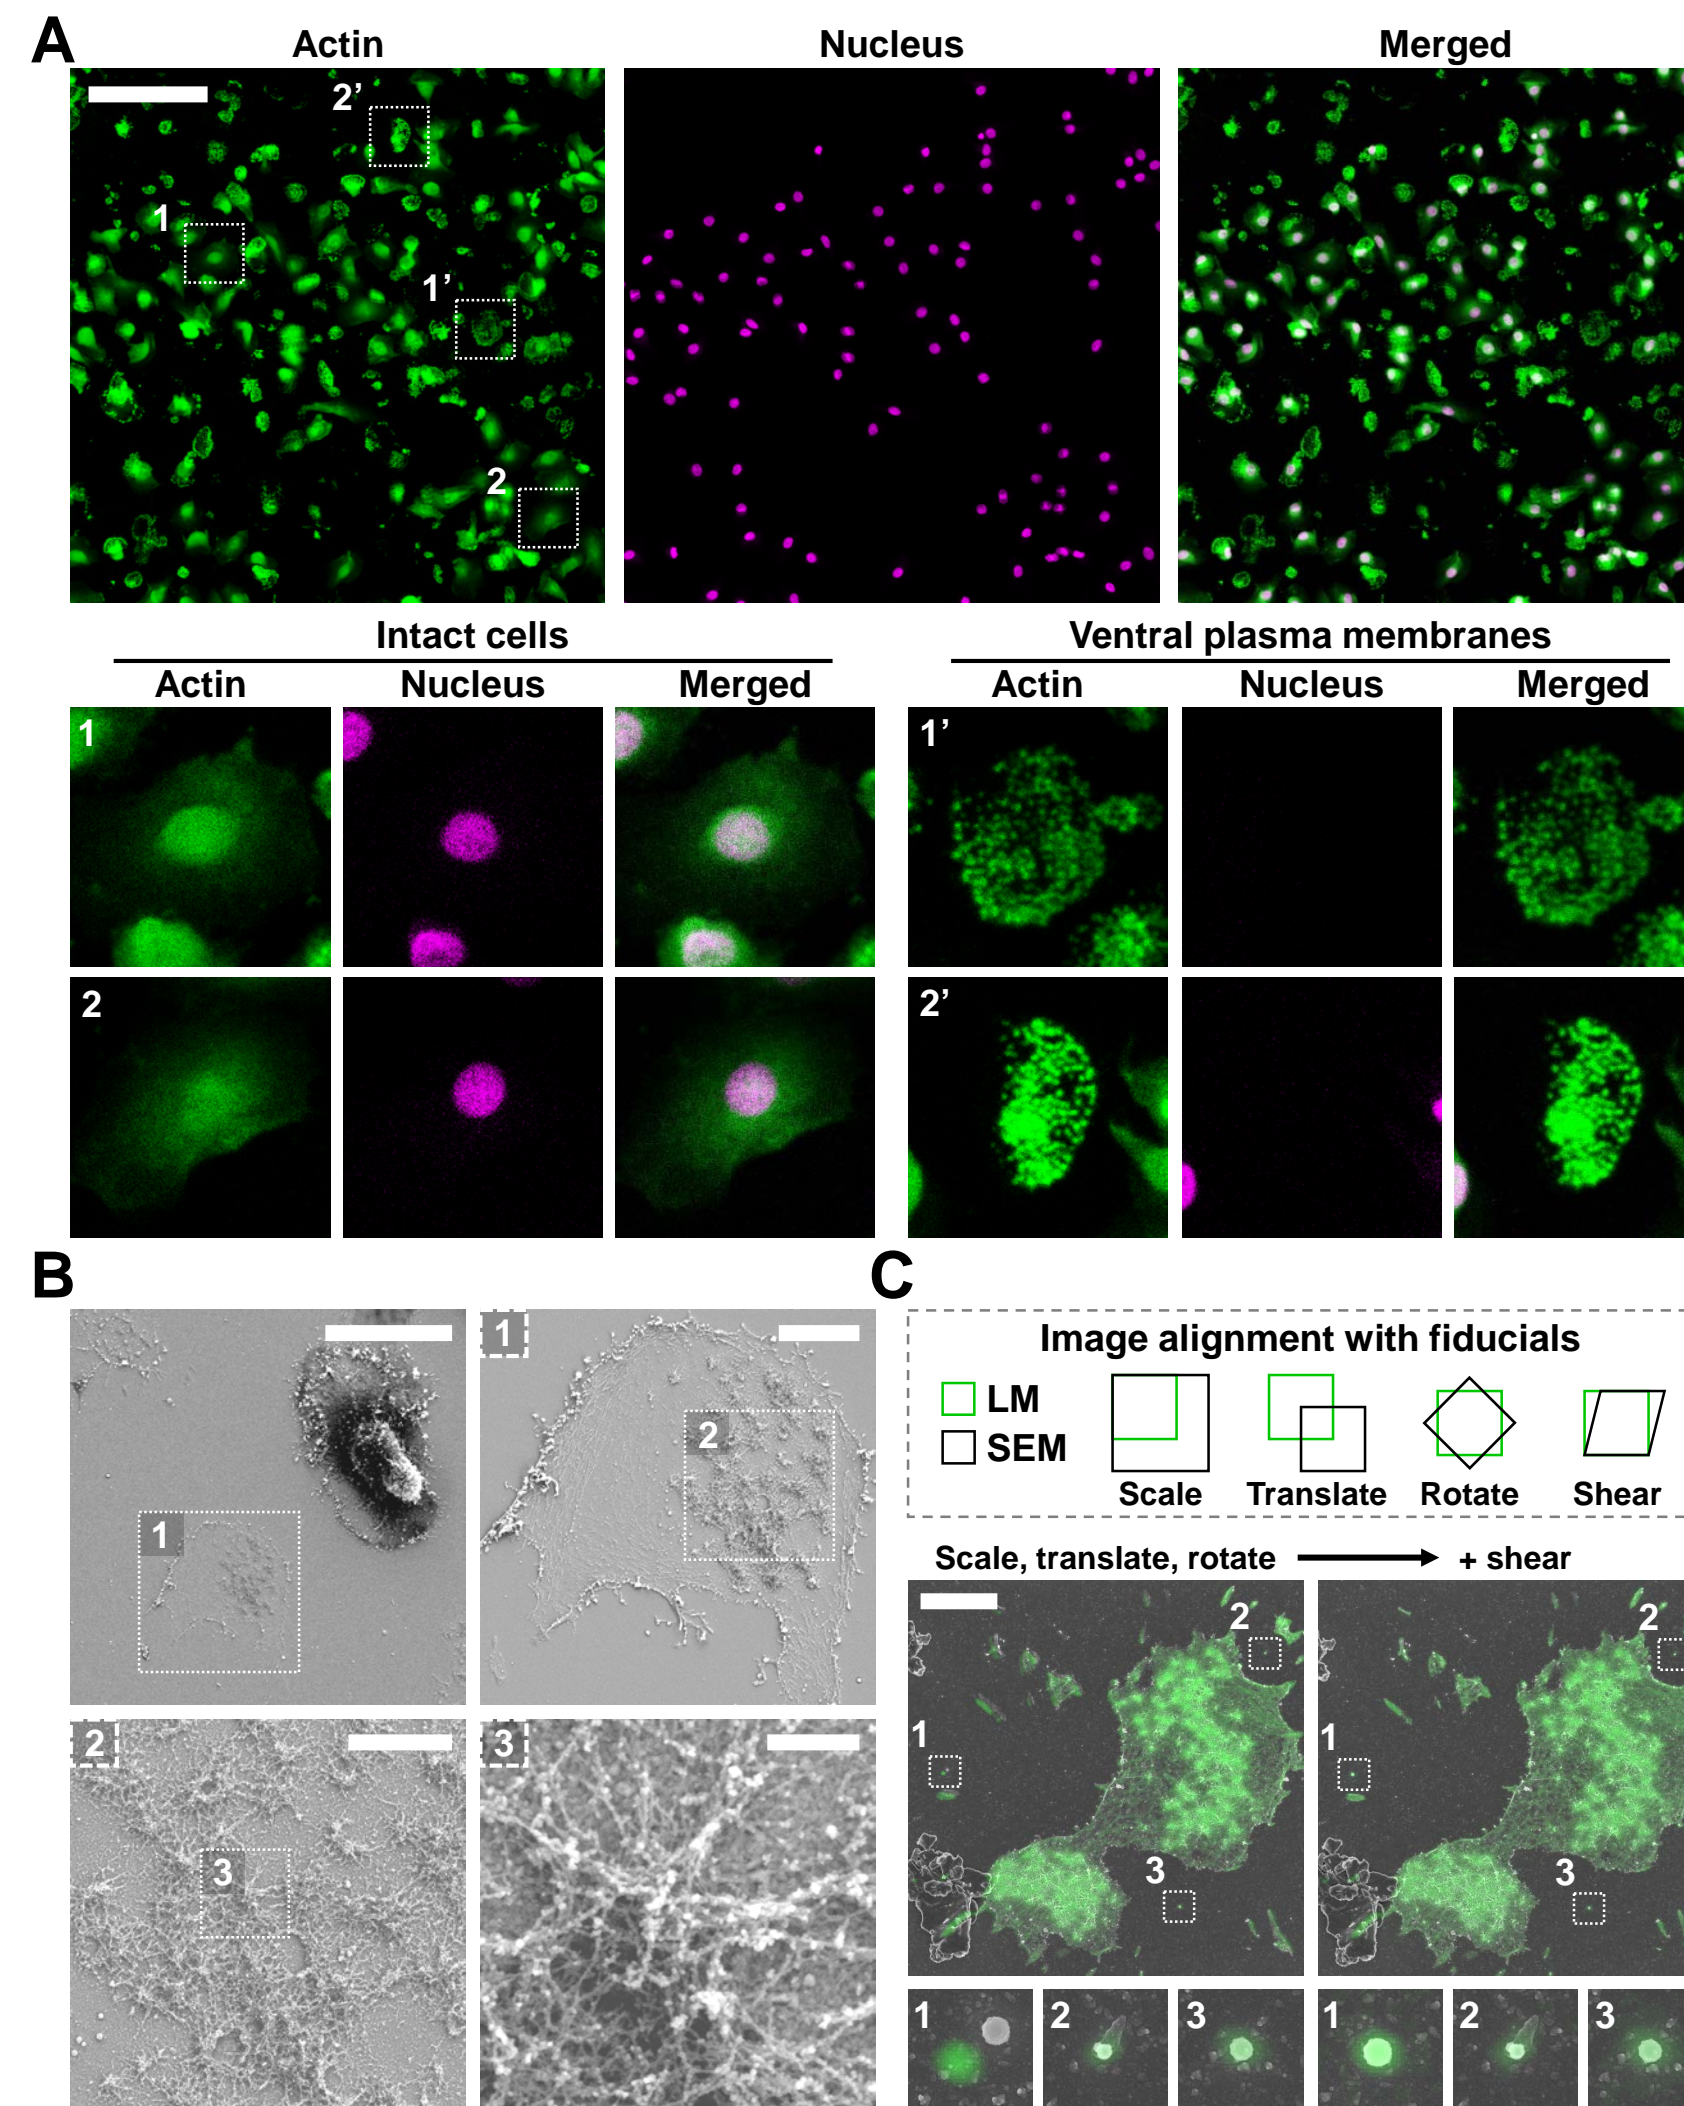 A
Actin Nucleus Merged
2’
1
1’
2
Intact cells Ventral plasma membranes
Actin Nucleus Merged Actin Nucleus Merged
1 1’
2 2’
B C
1 1
2
2 3
3
Image alignment with fiducials
LM
SEM
Scale Translate Rotate Shear
Scale, translate, rotate + shear
2 2
1 1
3 3
1 2 3 1 2 3